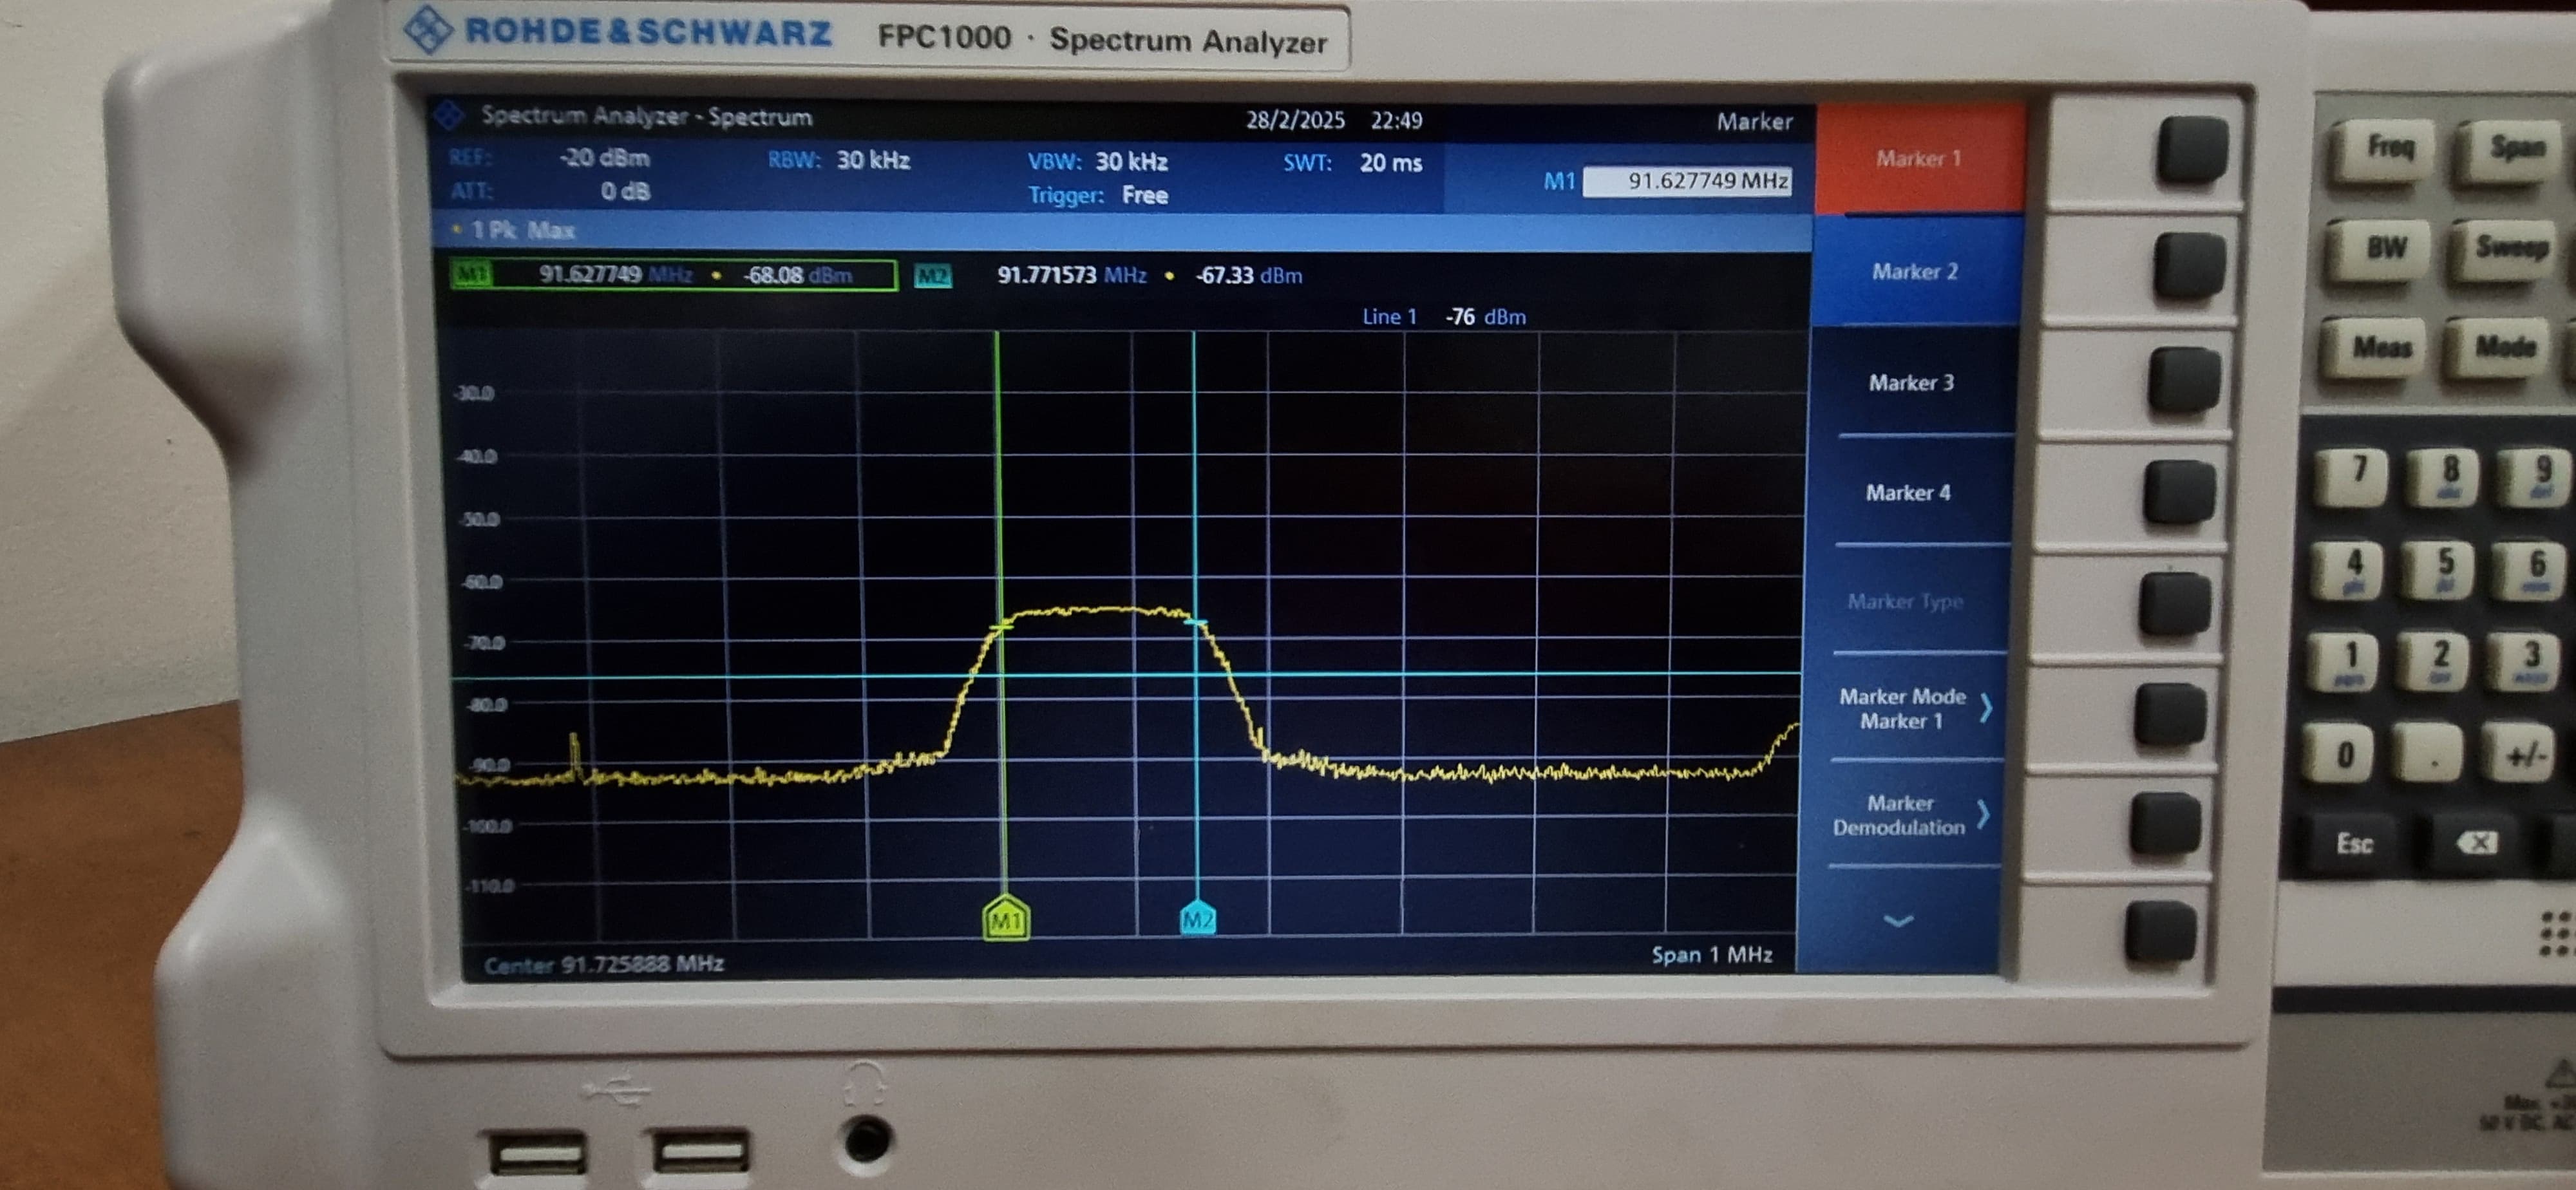 ROHDE&SCHWARZ FPC1000 · Spectrum Analyzer
Spectrum Analyzer - Spectrum 28/2/2025 22:49 Marker
REF: -20 dBm RBW: 30 kHz VBW: 30 kHz SWT: 20 ms
ATT: 0 dB Trigger: Free M1 91.627749 MHz
• 1 Pk Max
M1 91.627749 MHz • -68.08 dBm M2 91.771573 MHz • -67.33 dBm
Line 1 -76 dBm
-30.0
-40.0
-50.0
-60.0
-70.0
-80.0
-90.0
-100.0
-110.0
M1 M2
Center 91.725888 MHz Span 1 MHz
Marker 1
Marker 2
Marker 3
Marker 4
Marker Type
Marker Mode
Marker 1
Marker
Demodulation
Freq Span
BW Sweep
Meas Mode
7 8 9
4 5 6
1 2 3
0 . +/-
Esc
Max.
50 V DC, AC